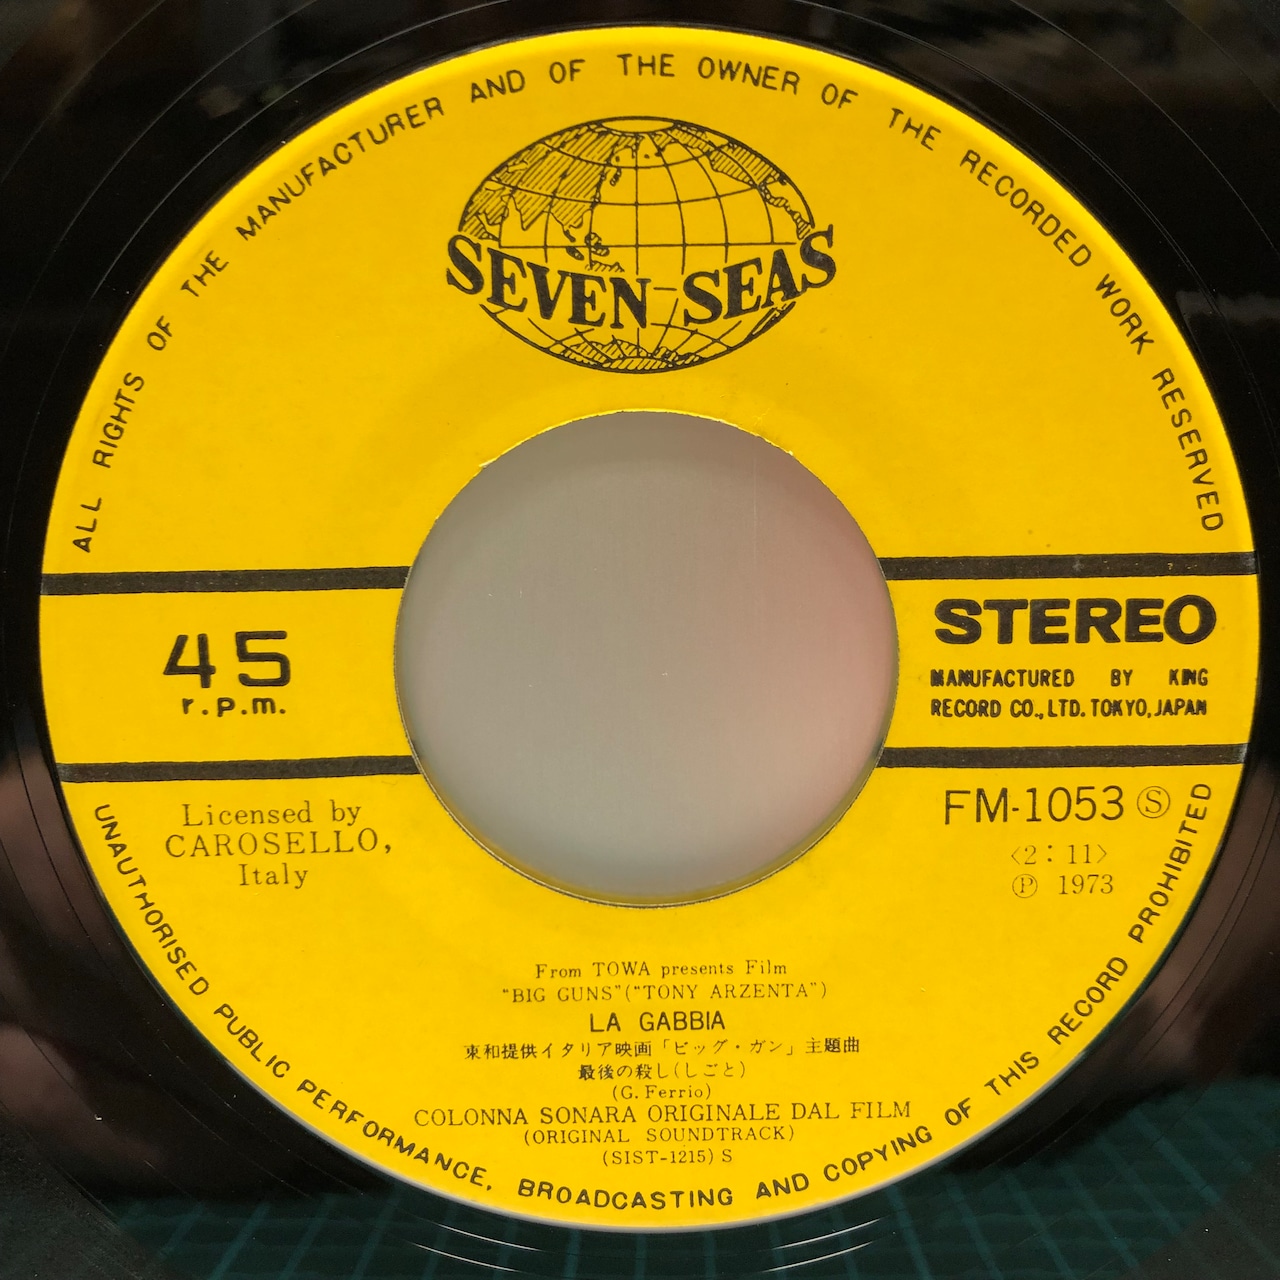 ALL RIGHTS OF THE MANUFACTURER AND OF THE OWNER OF THE RECORDED WORK RESERVED
SEVEN SEAS
45
r.p.m.
STEREO
MANUFACTURED BY KING
RECORD CO., LTD. TOKYO, JAPAN
Licensed by
CAROSELLO,
Italy
FM-1053 Ⓢ
〈2:11〉
Ⓟ 1973
From TOWA presents Film
"BIG GUNS"("TONY ARZENTA")
LA GABBIA
東和提供イタリア映画「ビッグ・ガン」主題曲
最後の殺し(しごと)
(G. Ferrio)
COLONNA SONARA ORIGINALE DAL FILM
(ORIGINAL SOUNDTRACK)
(SIST-1215) S
UNAUTHORISED PUBLIC PERFORMANCE, BROADCASTING AND COPYING OF THIS RECORD PROHIBITED